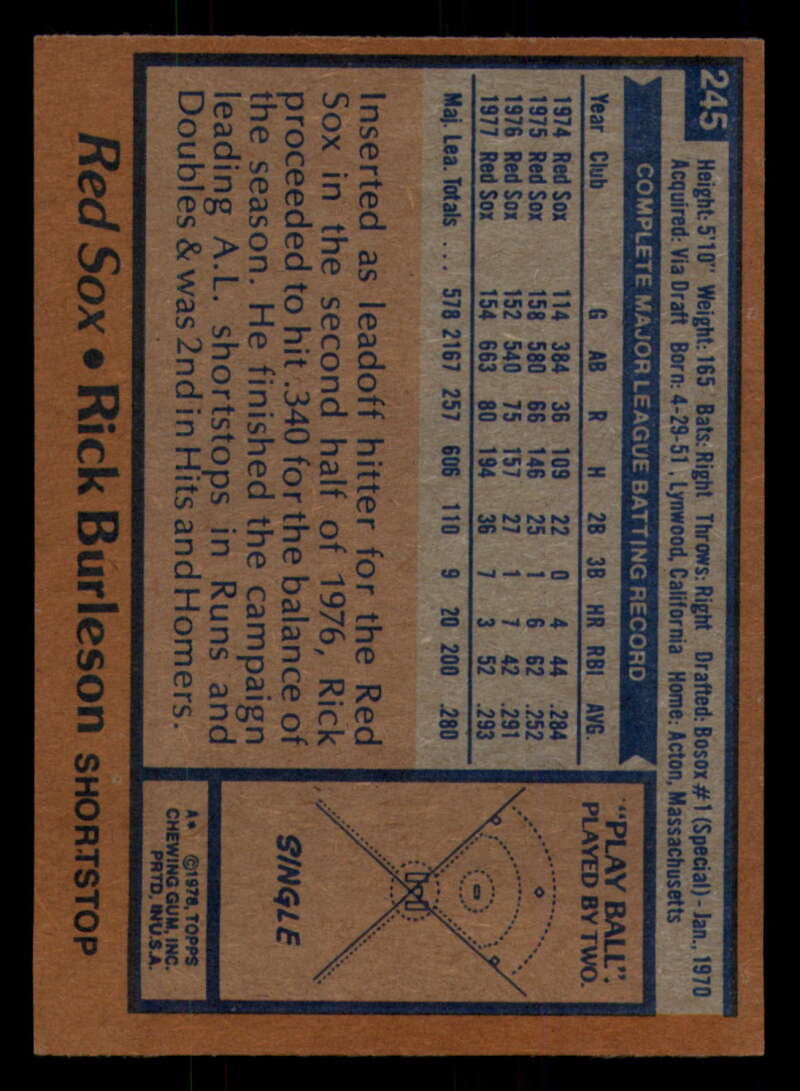 245
Height: 5'10" Weight: 165 Bats: Right Throws: Right Drafted: Bosox #1 (Special) - Jan., 1970
Acquired: Via Draft Born: 4-29-51, Lynwood, California Home: Acton, Massachusetts
COMPLETE MAJOR LEAGUE BATTING RECORD
Year Club G AB R H 2B 3B HR RBI AVG.
1974 Red Sox 114 384 36 109 22 0 4 44 .284
1975 Red Sox 158 580 66 146 25 1 6 62 .252
1976 Red Sox 152 540 75 157 27 1 7 42 .291
1977 Red Sox 154 663 80 194 36 7 3 52 .293
Maj. Lea. Totals ... 578 2167 257 606 110 9 20 200 .280
Inserted as leadoff hitter for the Red
Sox in the second half of 1976, Rick
proceeded to hit .340 for the balance of
the season. He finished the campaign
leading A.L. shortstops in Runs and
Doubles & was 2nd in Hits and Homers.
"PLAY BALL":
PLAYED BY TWO.
SINGLE
A* ©1978, TOPPS
CHEWING GUM, INC.
PRTD. IN U.S.A.
Red Sox • Rick Burleson SHORTSTOP